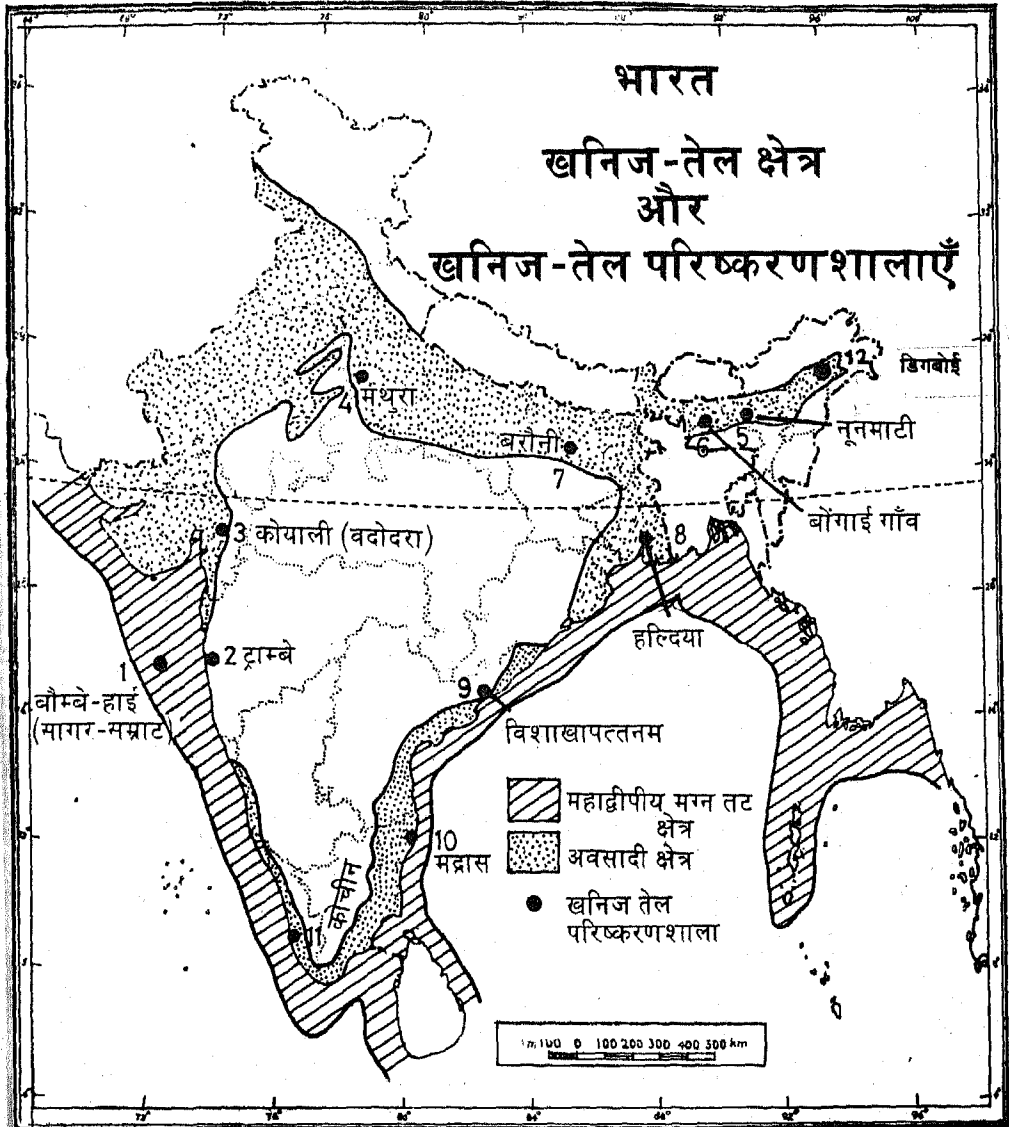 भारत
खनिज-तेल क्षेत्र
और
खनिज-तेल परिष्करणशालाएँ
12 डिगबोई
4 मथुरा
बरौनी
7
6
5
नूनमाटी
बोंगाई गाँव
3 कोयाली (वदोदरा)
8
हल्दिया
2 ट्राम्बे
1
बौम्बे-हाई
(सागर-सम्राट)
9
विशाखापत्तनम
महाद्वीपीय मग्न तट
क्षेत्र
अवसादी क्षेत्र
खनिज तेल
परिष्करणशाला
10
मद्रास
कोचीन
11
100 0 100 200 300 400 500 km